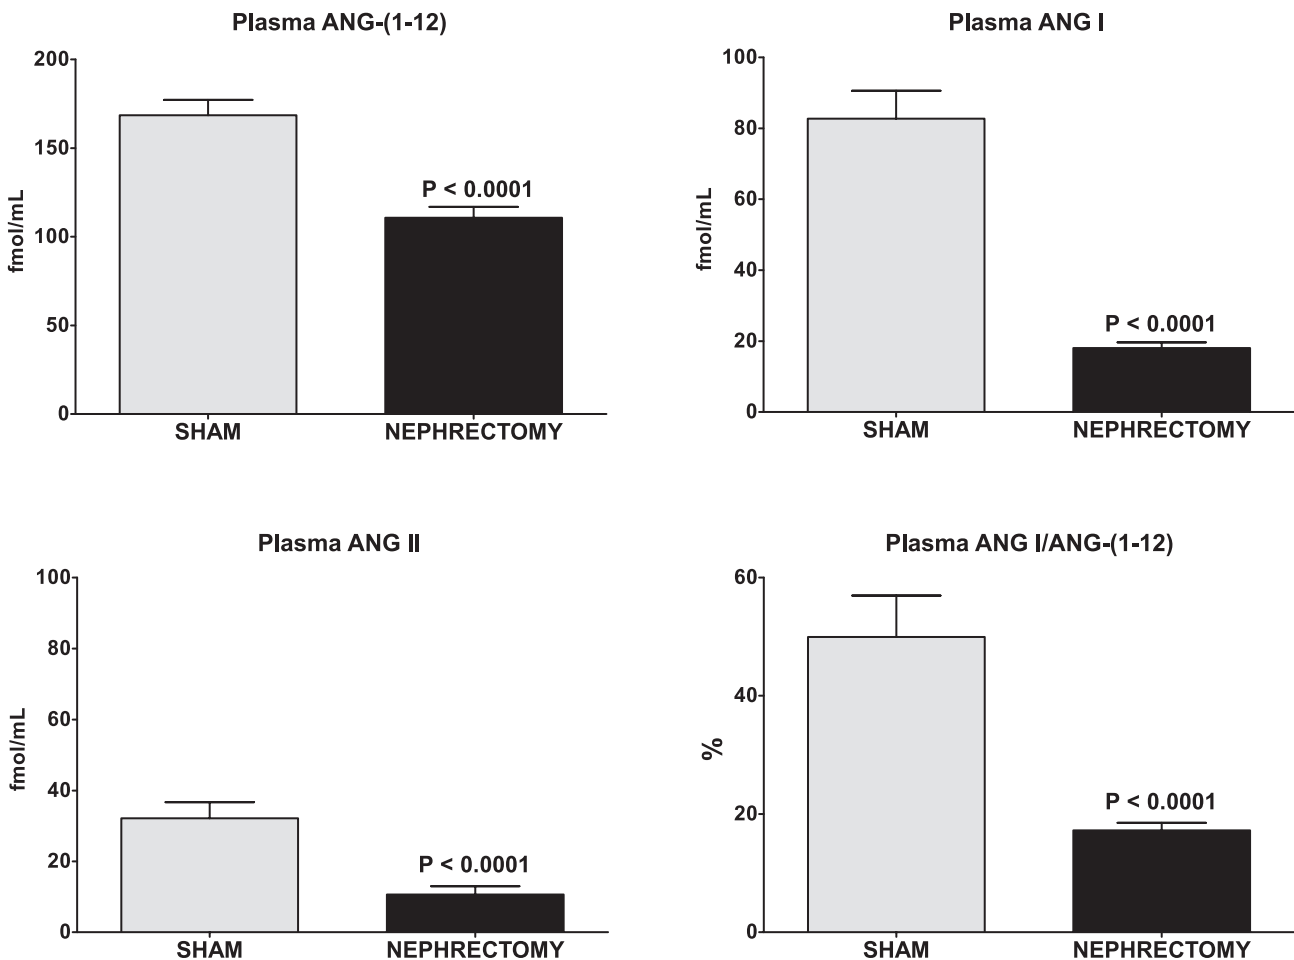 Plasma ANG-(1-12)
fmol/mL
200
150
100
50
0
P < 0.0001
SHAM
NEPHRECTOMY
Plasma ANG I
fmol/mL
100
80
60
40
20
0
P < 0.0001
SHAM
NEPHRECTOMY
Plasma ANG II
fmol/mL
100
80
60
40
20
0
P < 0.0001
SHAM
NEPHRECTOMY
Plasma ANG I/ANG-(1-12)
%
60
40
20
0
P < 0.0001
SHAM
NEPHRECTOMY